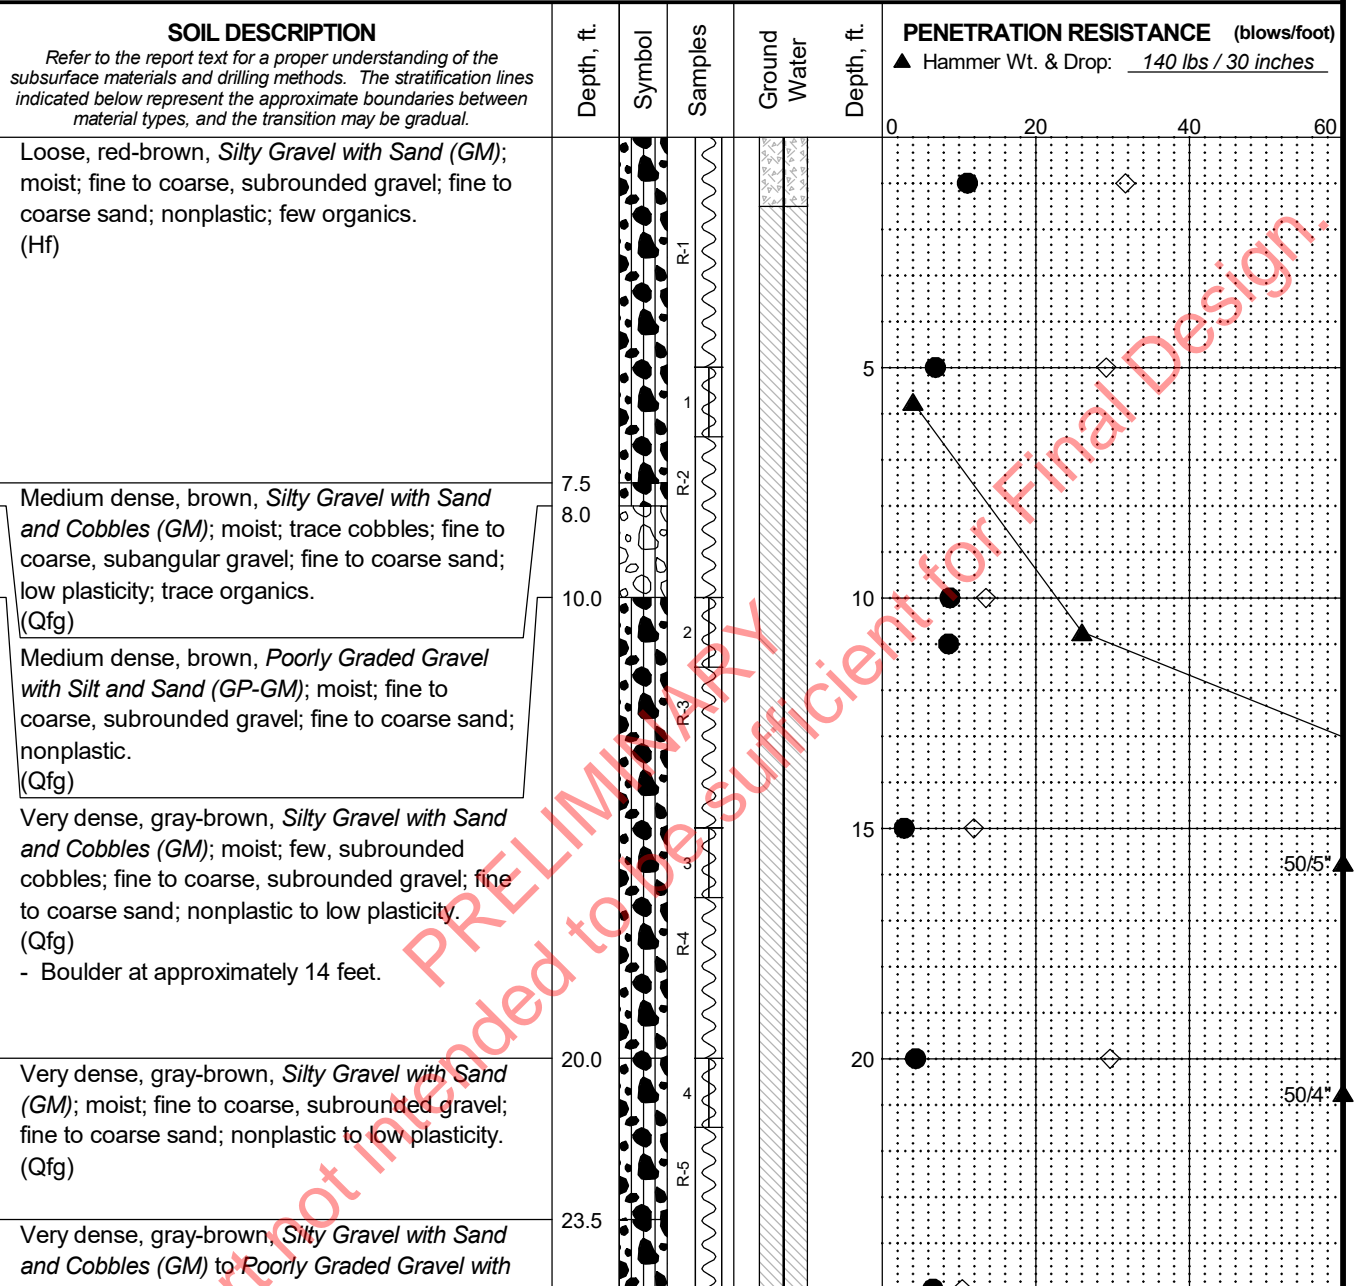 SOIL DESCRIPTION
Refer to the report text for a proper understanding of the
subsurface materials and drilling methods. The stratification lines
indicated below represent the approximate boundaries between
material types, and the transition may be gradual.
Depth, ft.
Symbol
Samples
Ground
Water
Depth, ft.
PENETRATION RESISTANCE (blows/foot)
▲ Hammer Wt. & Drop: 140 lbs / 30 inches
0 20 40 60
Loose, red-brown, Silty Gravel with Sand (GM);
moist; fine to coarse, subrounded gravel; fine to
coarse sand; nonplastic; few organics.
(Hf)
7.5
Medium dense, brown, Silty Gravel with Sand
and Cobbles (GM); moist; trace cobbles; fine to
coarse, subangular gravel; fine to coarse sand;
low plasticity; trace organics.
(Qfg)
8.0
10.0
Medium dense, brown, Poorly Graded Gravel
with Silt and Sand (GP-GM); moist; fine to
coarse, subrounded gravel; fine to coarse sand;
nonplastic.
(Qfg)
Very dense, gray-brown, Silty Gravel with Sand
and Cobbles (GM); moist; few, subrounded
cobbles; fine to coarse, subrounded gravel; fine
to coarse sand; nonplastic to low plasticity.
(Qfg)
- Boulder at approximately 14 feet.
20.0
Very dense, gray-brown, Silty Gravel with Sand
(GM); moist; fine to coarse, subrounded gravel;
fine to coarse sand; nonplastic to low plasticity.
(Qfg)
23.5
Very dense, gray-brown, Silty Gravel with Sand
and Cobbles (GM) to Poorly Graded Gravel with
R-1
1
R-2
2
R-3
3
R-4
4
R-5
5
10
15
20
50/5"
50/4"
PRELIMINARY
not intended to be sufficient for Final Design.